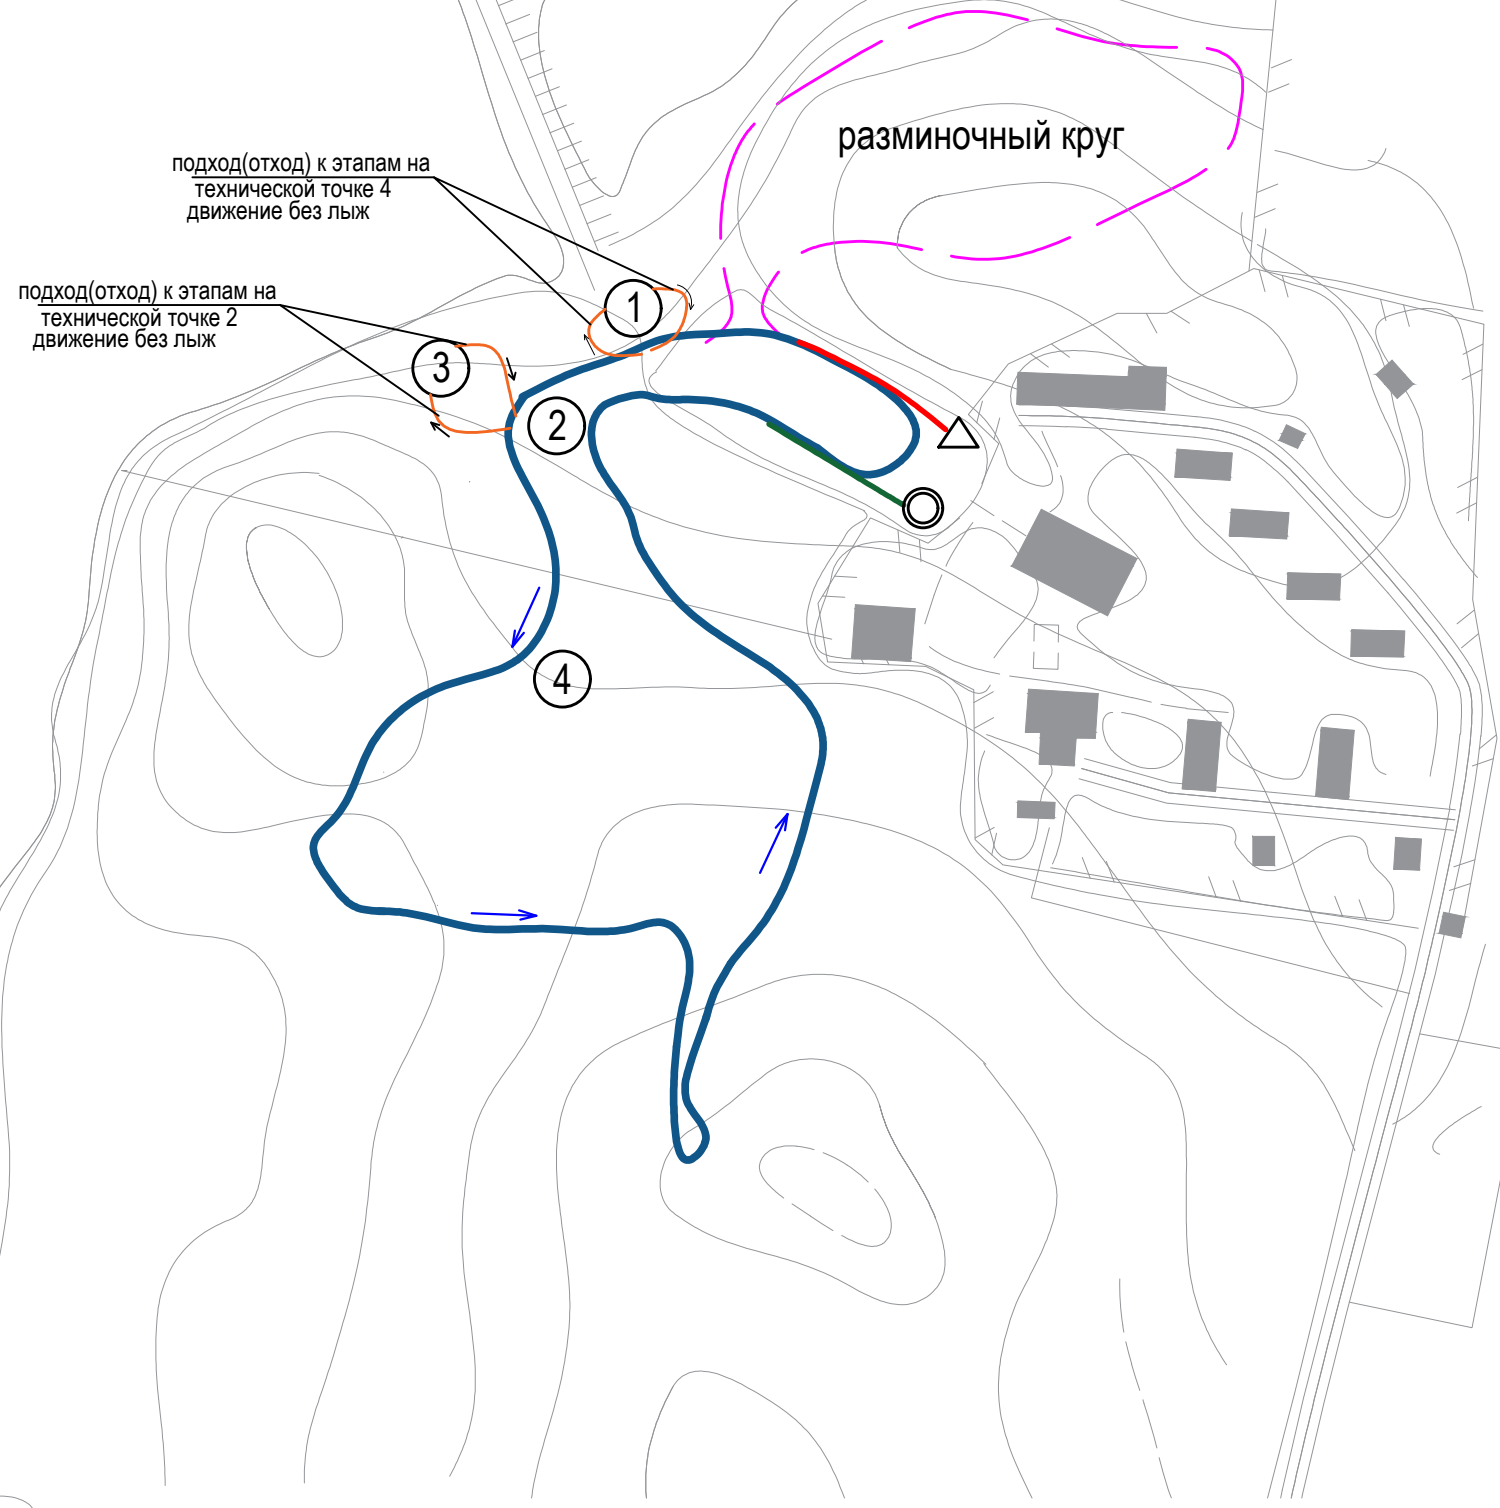 разминочный круг
подход(отход) к этапам на
технической точке 4
движение без лыж
подход(отход) к этапам на
технической точке 2
движение без лыж
1
3
2
4